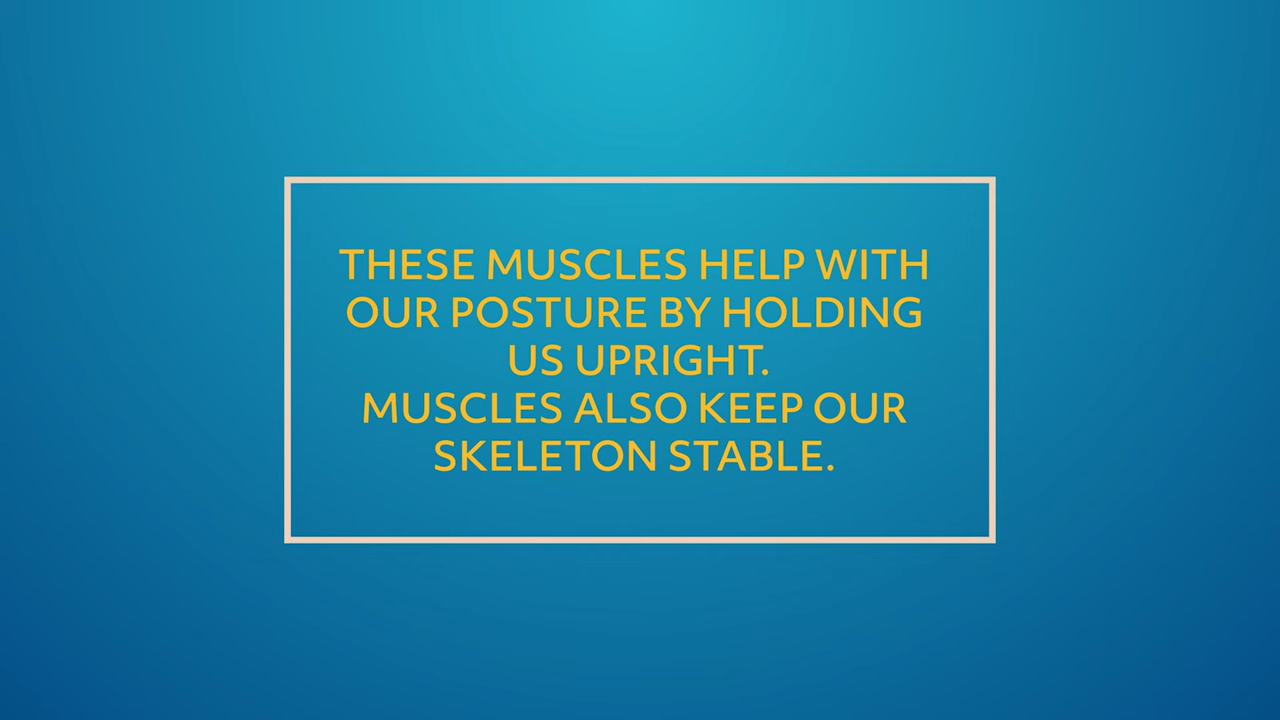 THESE MUSCLES HELP WITH
OUR POSTURE BY HOLDING
US UPRIGHT.
MUSCLES ALSO KEEP OUR
SKELETON STABLE.